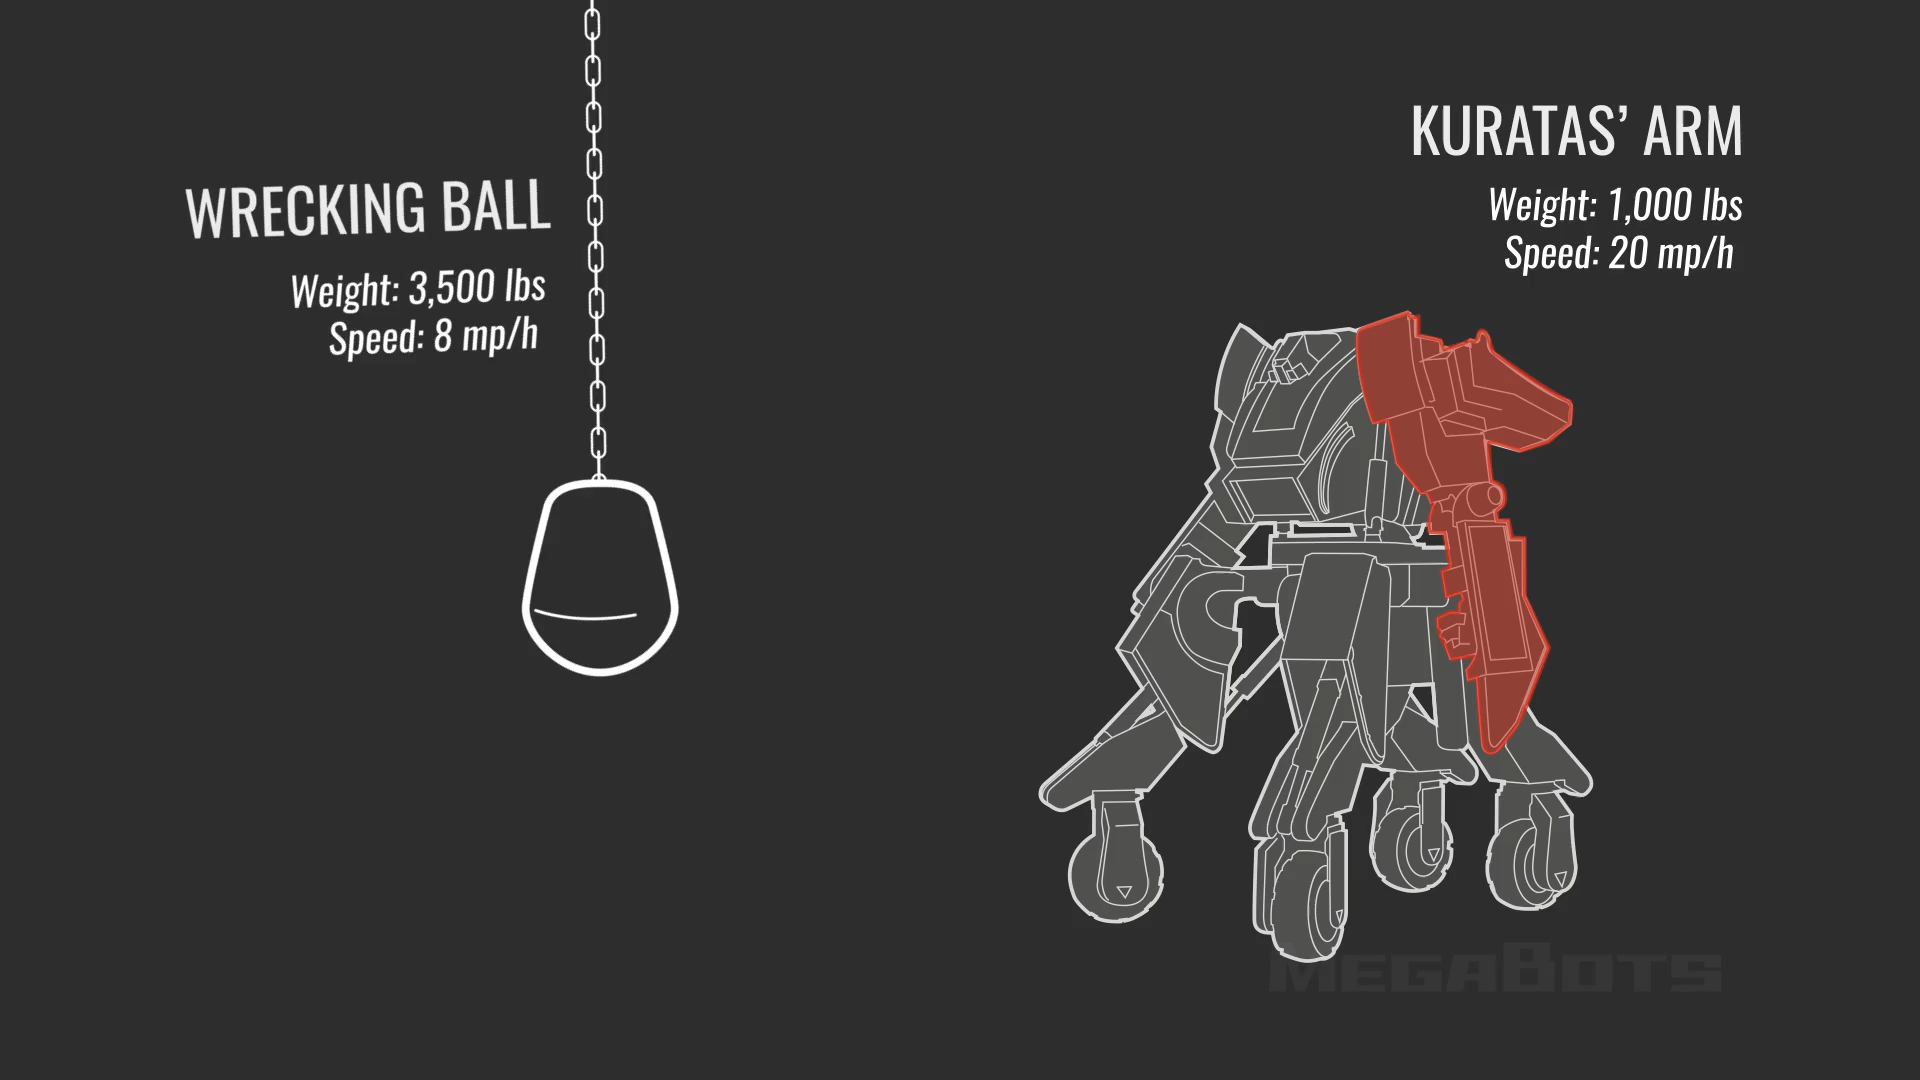 WRECKING BALL
Weight: 3,500 lbs
Speed: 8 mp/h
KURATAS’ ARM
Weight: 1,000 lbs
Speed: 20 mp/h
MEGABOTS